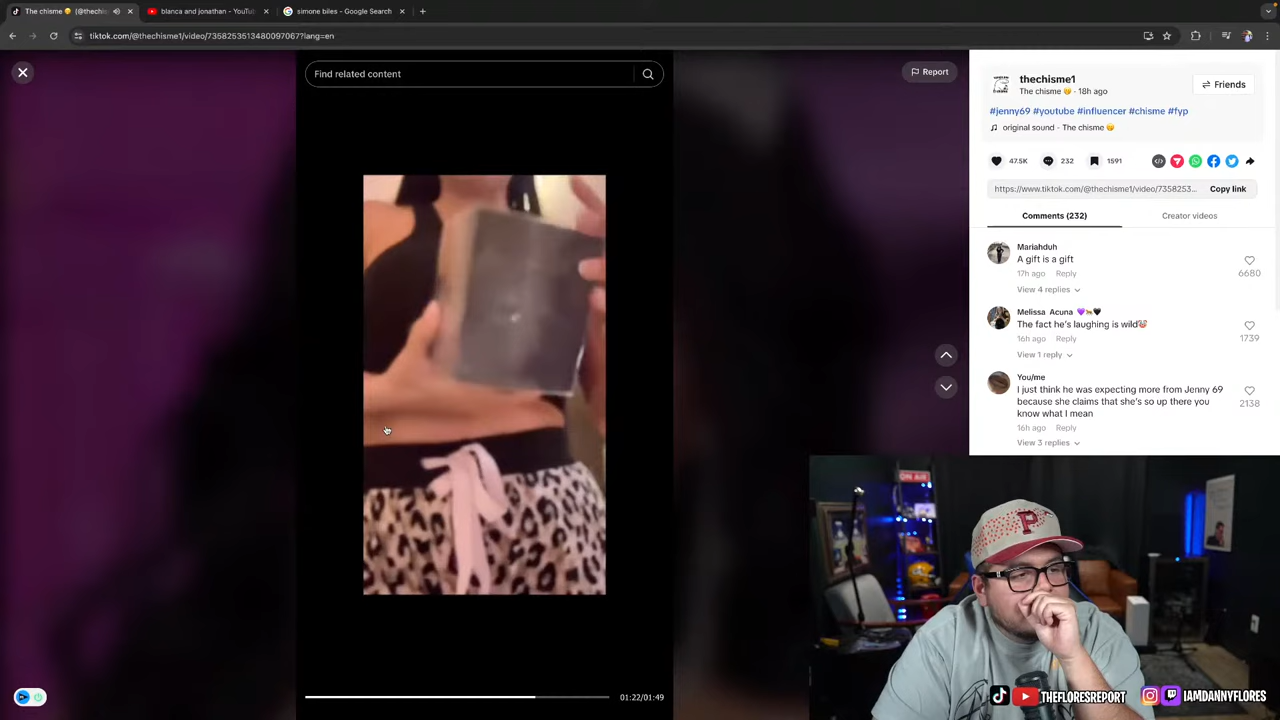 The chisme 🤭 (@thechis
blanca and jonathan - YouTu
simone biles - Google Search
tiktok.com/@thechisme1/video/7358253513480097067?lang=en
Find related content
Report
thechisme1
The chisme 🤭 · 18h ago
Friends
#jenny69 #youtube #influencer #chisme #fyp
original sound - The chisme 🤭
47.5K
232
1591
https://www.tiktok.com/@thechisme1/video/7358253...
Copy link
Comments (232)
Creator videos
Mariahduh
A gift is a gift
17h ago Reply
6680
View 4 replies
Melissa Acuna
The fact he's laughing is wild
16h ago Reply
1739
View 1 reply
You/me
I just think he was expecting more from Jenny 69
because she claims that she's so up there you
know what I mean
2138
16h ago Reply
View 3 replies
ON AIR
P
01:22/01:49
THEFLORESREPORT
IAMDANNYFLORES